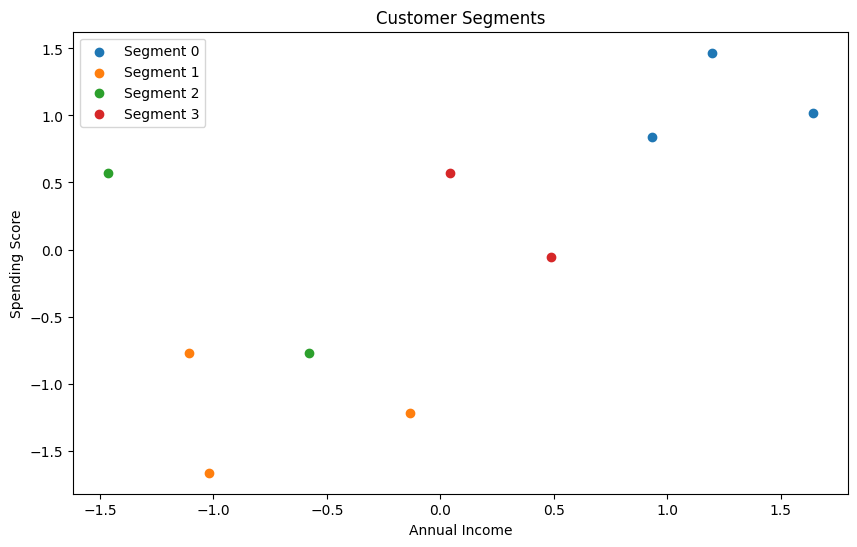 Customer Segments
Segment 0
Segment 1
Segment 2
Segment 3
Spending Score
1.5
1.0
0.5
0.0
−0.5
−1.0
−1.5
−1.5
−1.0
−0.5
0.0
0.5
1.0
1.5
Annual Income